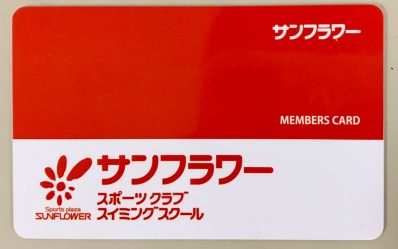 サンフラワー
MEMBERS CARD
サンフラワー
スポーツクラブ
スイミングスクール
Sports plaza
SUNFLOWER